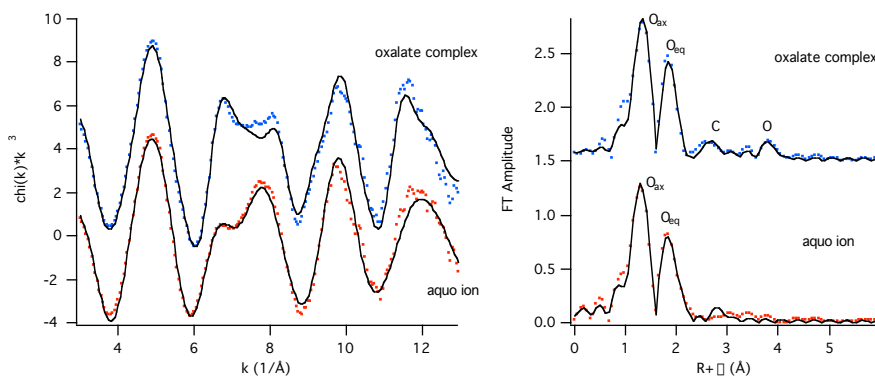 10
8
6
4
2
0
-2
-4
chi(k)*k 3
oxalate complex
aquo ion
4
6
8
10
12
k (1/Å)
2.5
2.0
1.5
1.0
0.5
0.0
FT Amplitude
Oax
Oeq
oxalate complex
C
O
Oax
Oeq
aquo ion
0
1
2
3
4
5
R+ □ (Å)